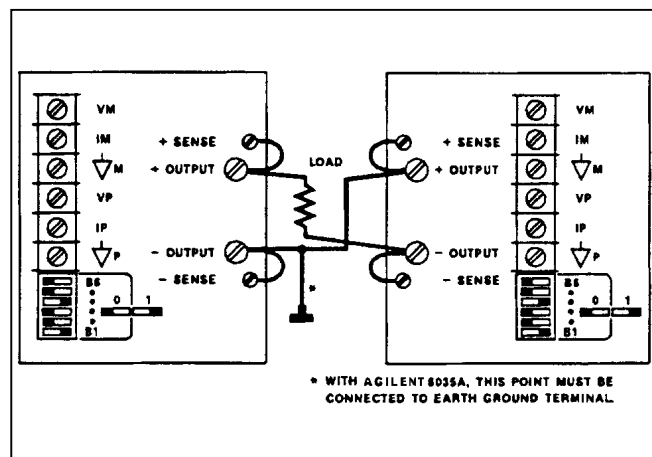 VM
IM
M
VP
IP
P
B6
0 1
B1
+ SENSE
+ OUTPUT
LOAD
- OUTPUT
- SENSE
*
+ SENSE
+ OUTPUT
- OUTPUT
- SENSE
VM
IM
M
VP
IP
P
B6
0 1
B1
* WITH AGILENT 6035A, THIS POINT MUST BE
CONNECTED TO EARTH GROUND TERMINAL